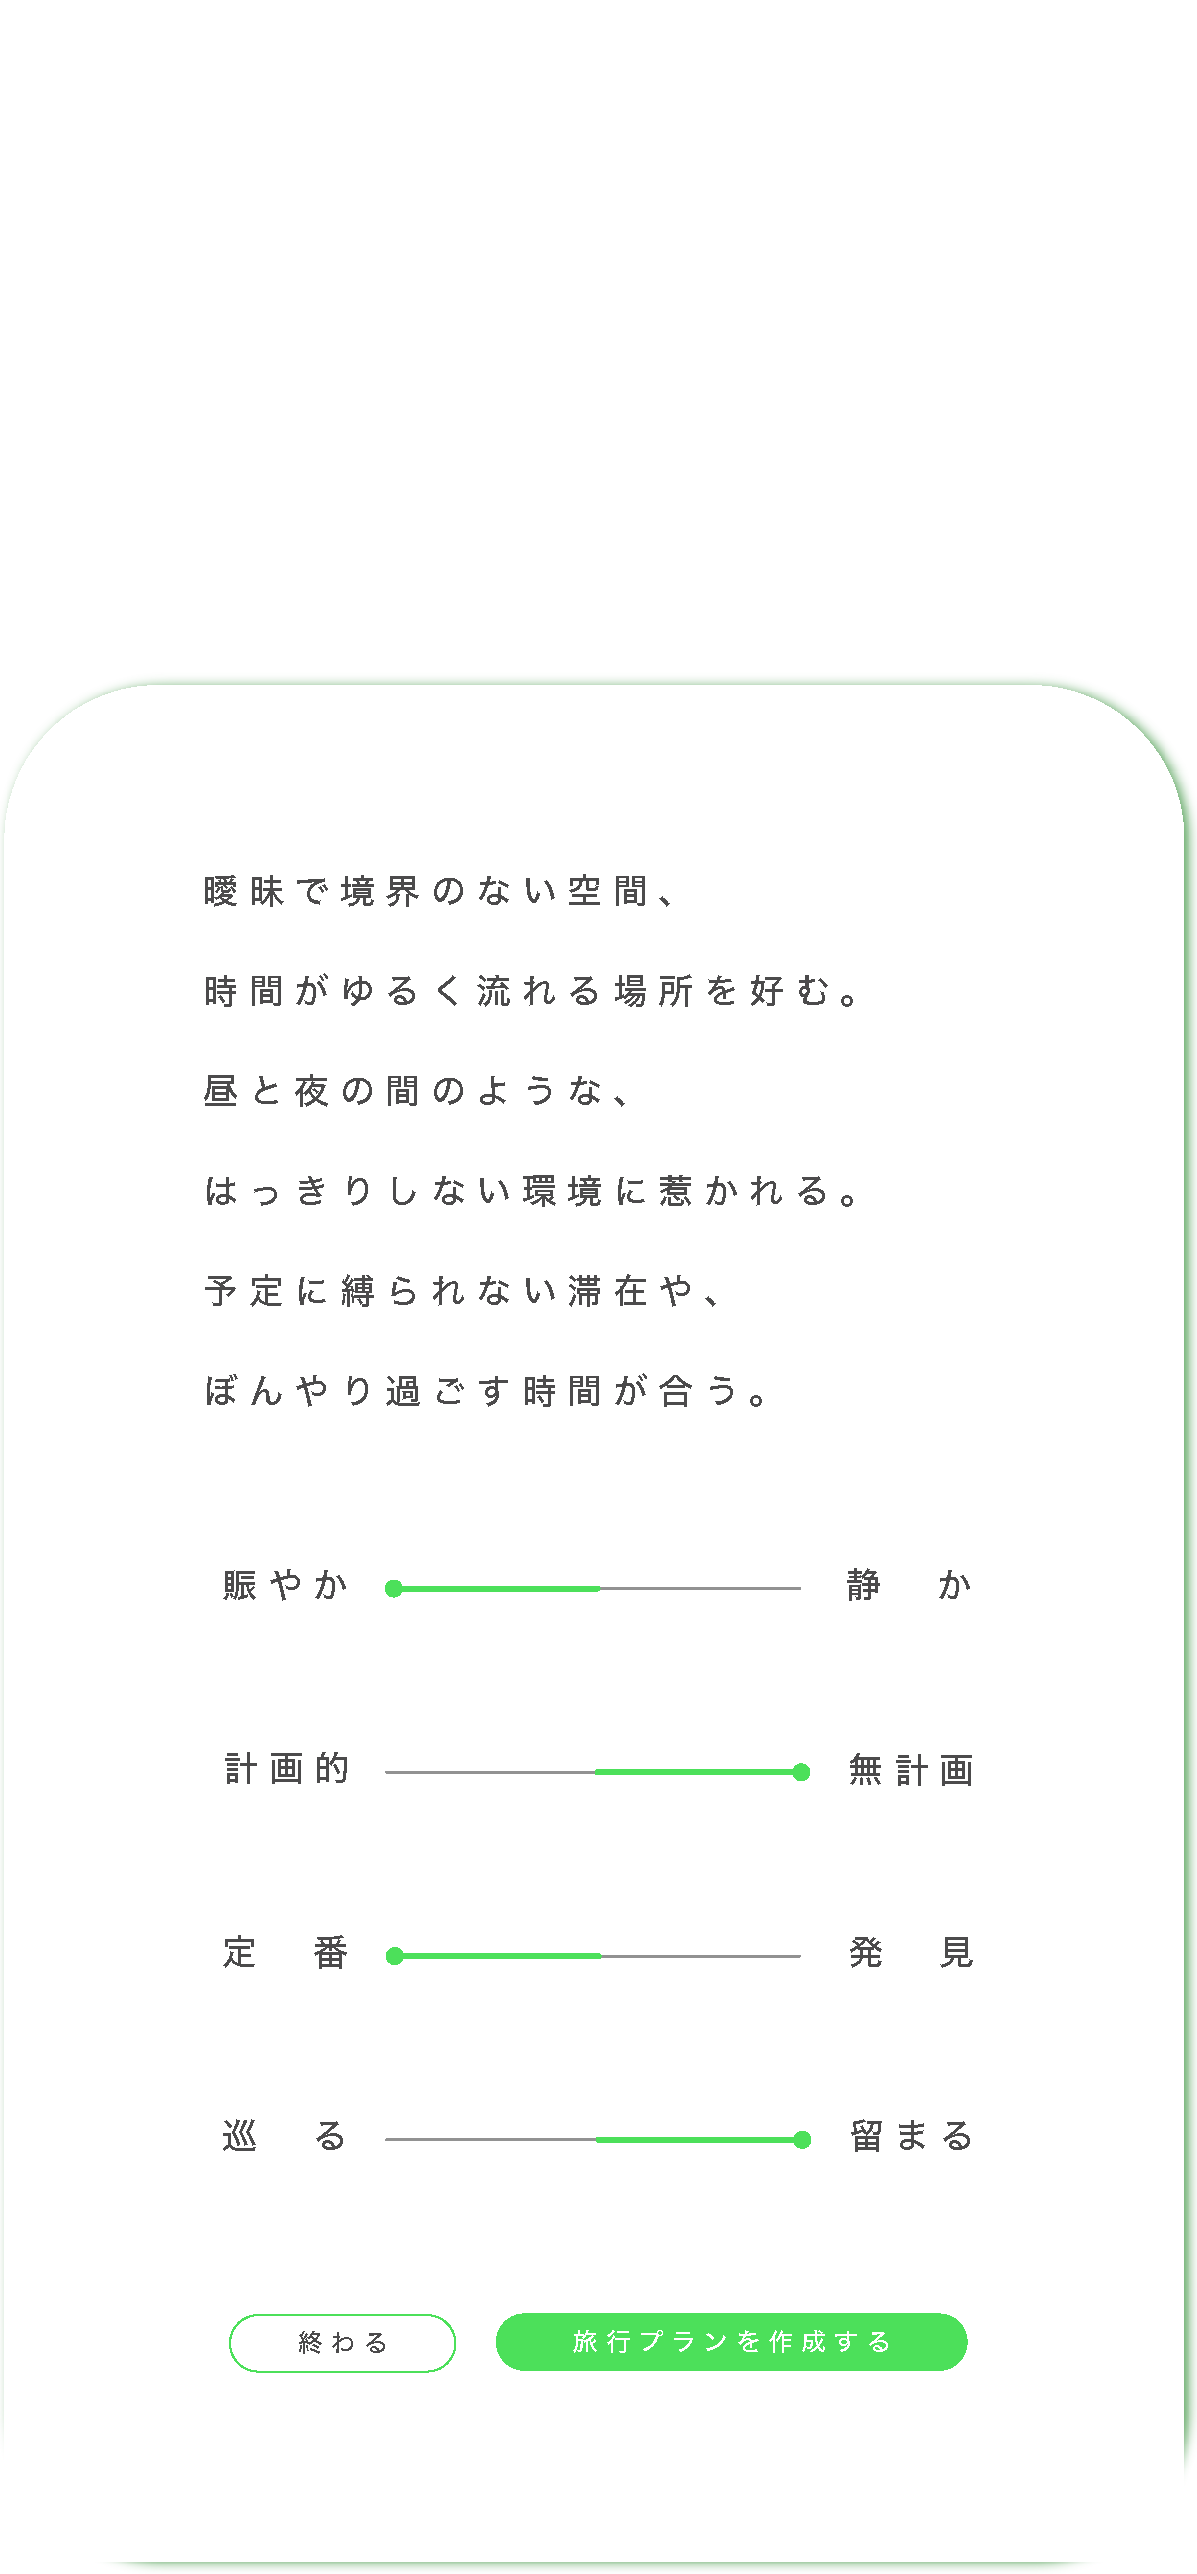 曖昧で境界のない空間、
時間がゆるく流れる場所を好む。
昼と夜の間のような、
はっきりしない環境に惹かれる。
予定に縛られない滞在や、
ぼんやり過ごす時間が合う。
賑やか 静か
計画的 無計画
定番 発見
巡る 留まる
終わる 旅行プランを作成する